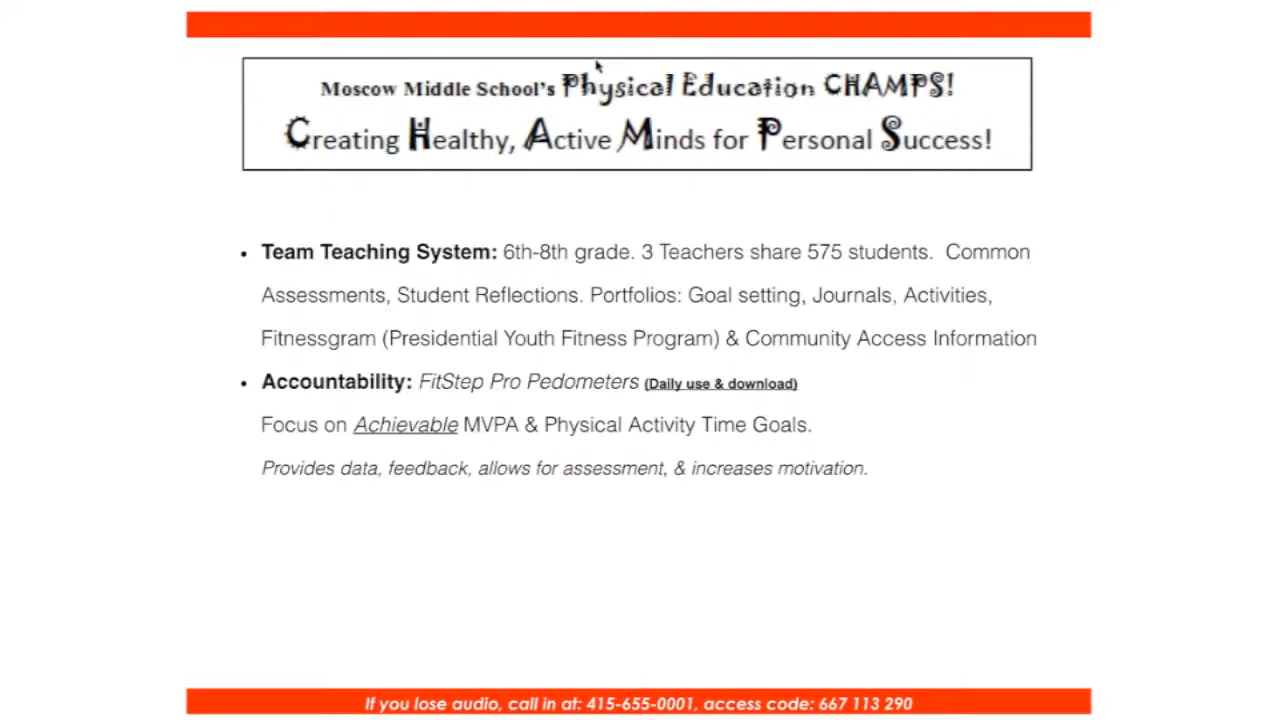 Moscow Middle School's Physical Education CHAMPS!
Creating Healthy, Active Minds for Personal Success!
• Team Teaching System: 6th-8th grade. 3 Teachers share 575 students. Common
Assessments, Student Reflections. Portfolios: Goal setting, Journals, Activities,
Fitnessgram (Presidential Youth Fitness Program) & Community Access Information
• Accountability: FitStep Pro Pedometers (Daily use & download)
Focus on Achievable MVPA & Physical Activity Time Goals.
Provides data, feedback, allows for assessment, & increases motivation.
If you lose audio, call in at: 415-655-0001, access code: 667 113 290